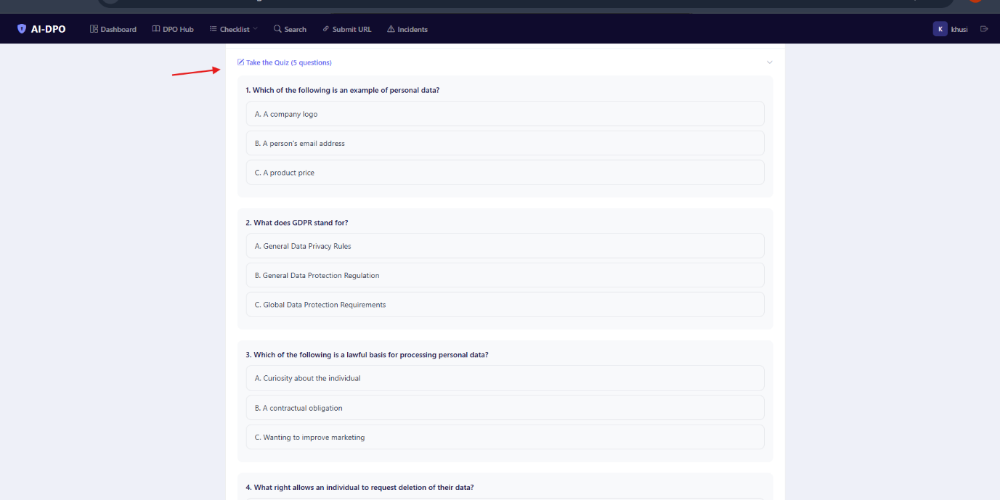 AI-DPO Dashboard DPO Hub Checklist Search Submit URL Incidents K khusi
Take the Quiz (5 questions)
1. Which of the following is an example of personal data?
A. A company logo
B. A person's email address
C. A product price
2. What does GDPR stand for?
A. General Data Privacy Rules
B. General Data Protection Regulation
C. Global Data Protection Requirements
3. Which of the following is a lawful basis for processing personal data?
A. Curiosity about the individual
B. A contractual obligation
C. Wanting to improve marketing
4. What right allows an individual to request deletion of their data?